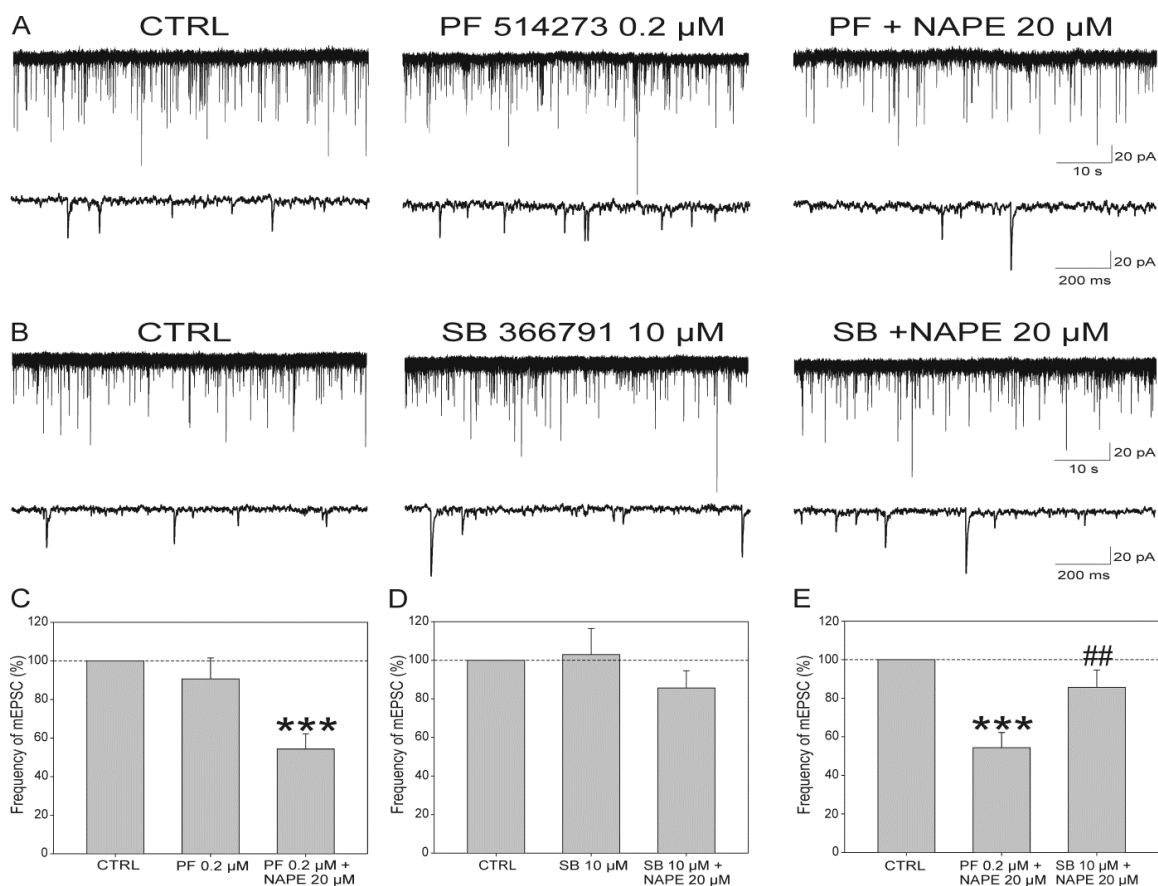 A
CTRL
PF 514273 0.2 µM
PF + NAPE 20 µM
20 pA
10 s
20 pA
200 ms
B
CTRL
SB 366791 10 µM
SB +NAPE 20 µM
20 pA
10 s
20 pA
200 ms
C
Frequency of mEPSC (%)
120
100
80
60
40
20
0
***
CTRL
PF 0.2 µM
PF 0.2 µM +
NAPE 20 µM
D
Frequency of mEPSC (%)
120
100
80
60
40
20
0
CTRL
SB 10 µM
SB 10 µM +
NAPE 20 µM
E
Frequency of mEPSC (%)
120
100
80
60
40
20
0
***
##
CTRL
PF 0.2 µM +
NAPE 20 µM
SB 10 µM +
NAPE 20 µM